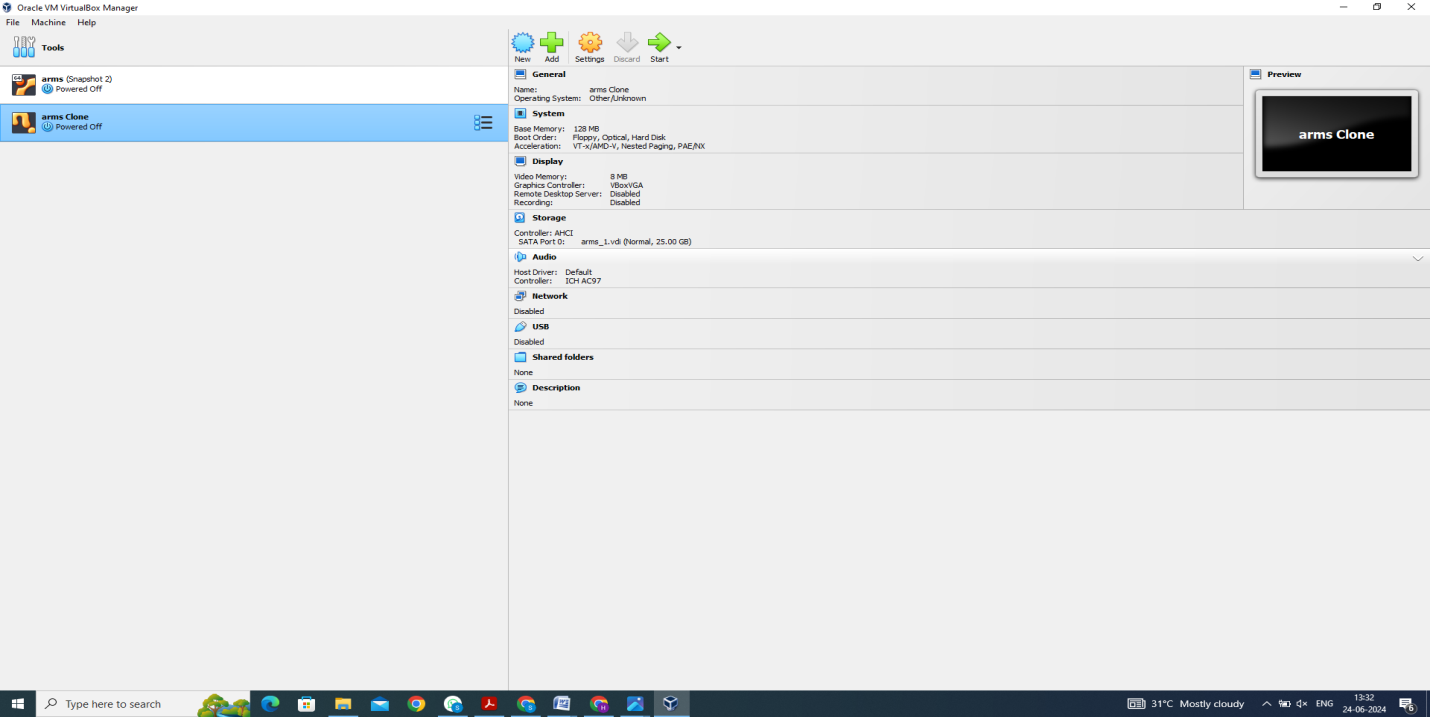 Oracle VM VirtualBox Manager
File Machine Help
Tools
New Add Settings Discard Start
64
arms (Snapshot 2)
Powered Off
arms Clone
Powered Off
General
Name: arms Clone
Operating System: Other/Unknown
System
Base Memory: 128 MB
Boot Order: Floppy, Optical, Hard Disk
Acceleration: VT-x/AMD-V, Nested Paging, PAE/NX
Display
Video Memory: 8 MB
Graphics Controller: VBoxVGA
Remote Desktop Server: Disabled
Recording: Disabled
Storage
Controller: AHCI
SATA Port 0: arms_1.vdi (Normal, 25.00 GB)
Audio
Host Driver: Default
Controller: ICH AC97
Network
Disabled
USB
Disabled
Shared folders
None
Description
None
Preview
arms Clone
Type here to search
31°C Mostly cloudy
ENG
13:32
24-06-2024
6